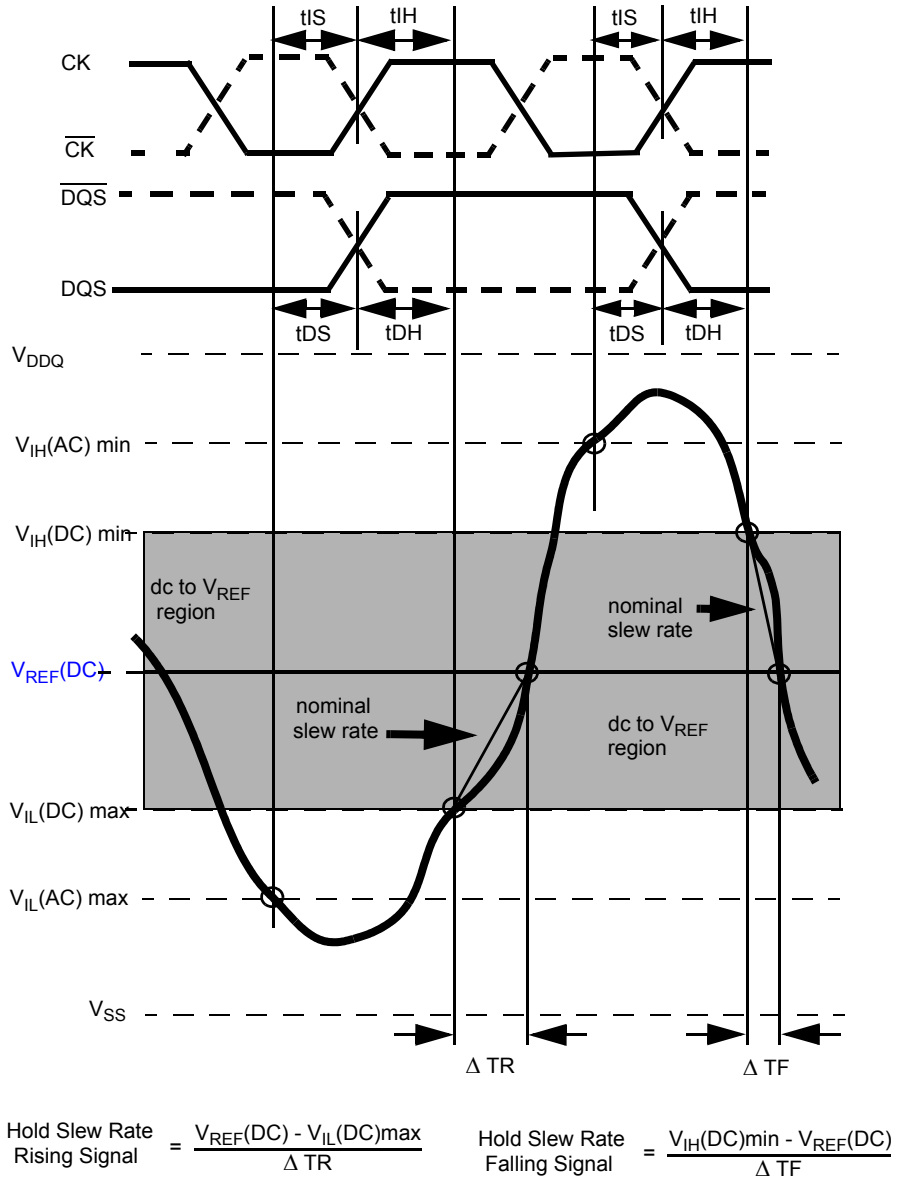 tIS tIH tIS tIH
CK
C̅K̅
D̅Q̅S̅
DQS
tDS tDH tDS tDH
VDDQ
VIH(AC) min
VIH(DC) min
dc to VREF
region
nominal
slew rate
VREF(DC)
nominal
slew rate
dc to VREF
region
VIL(DC) max
VIL(AC) max
VSS
Δ TR Δ TF
Hold Slew Rate
Rising Signal
= VREF(DC) - VIL(DC)max
Δ TR
Hold Slew Rate
Falling Signal
= VIH(DC)min - VREF(DC)
Δ TF